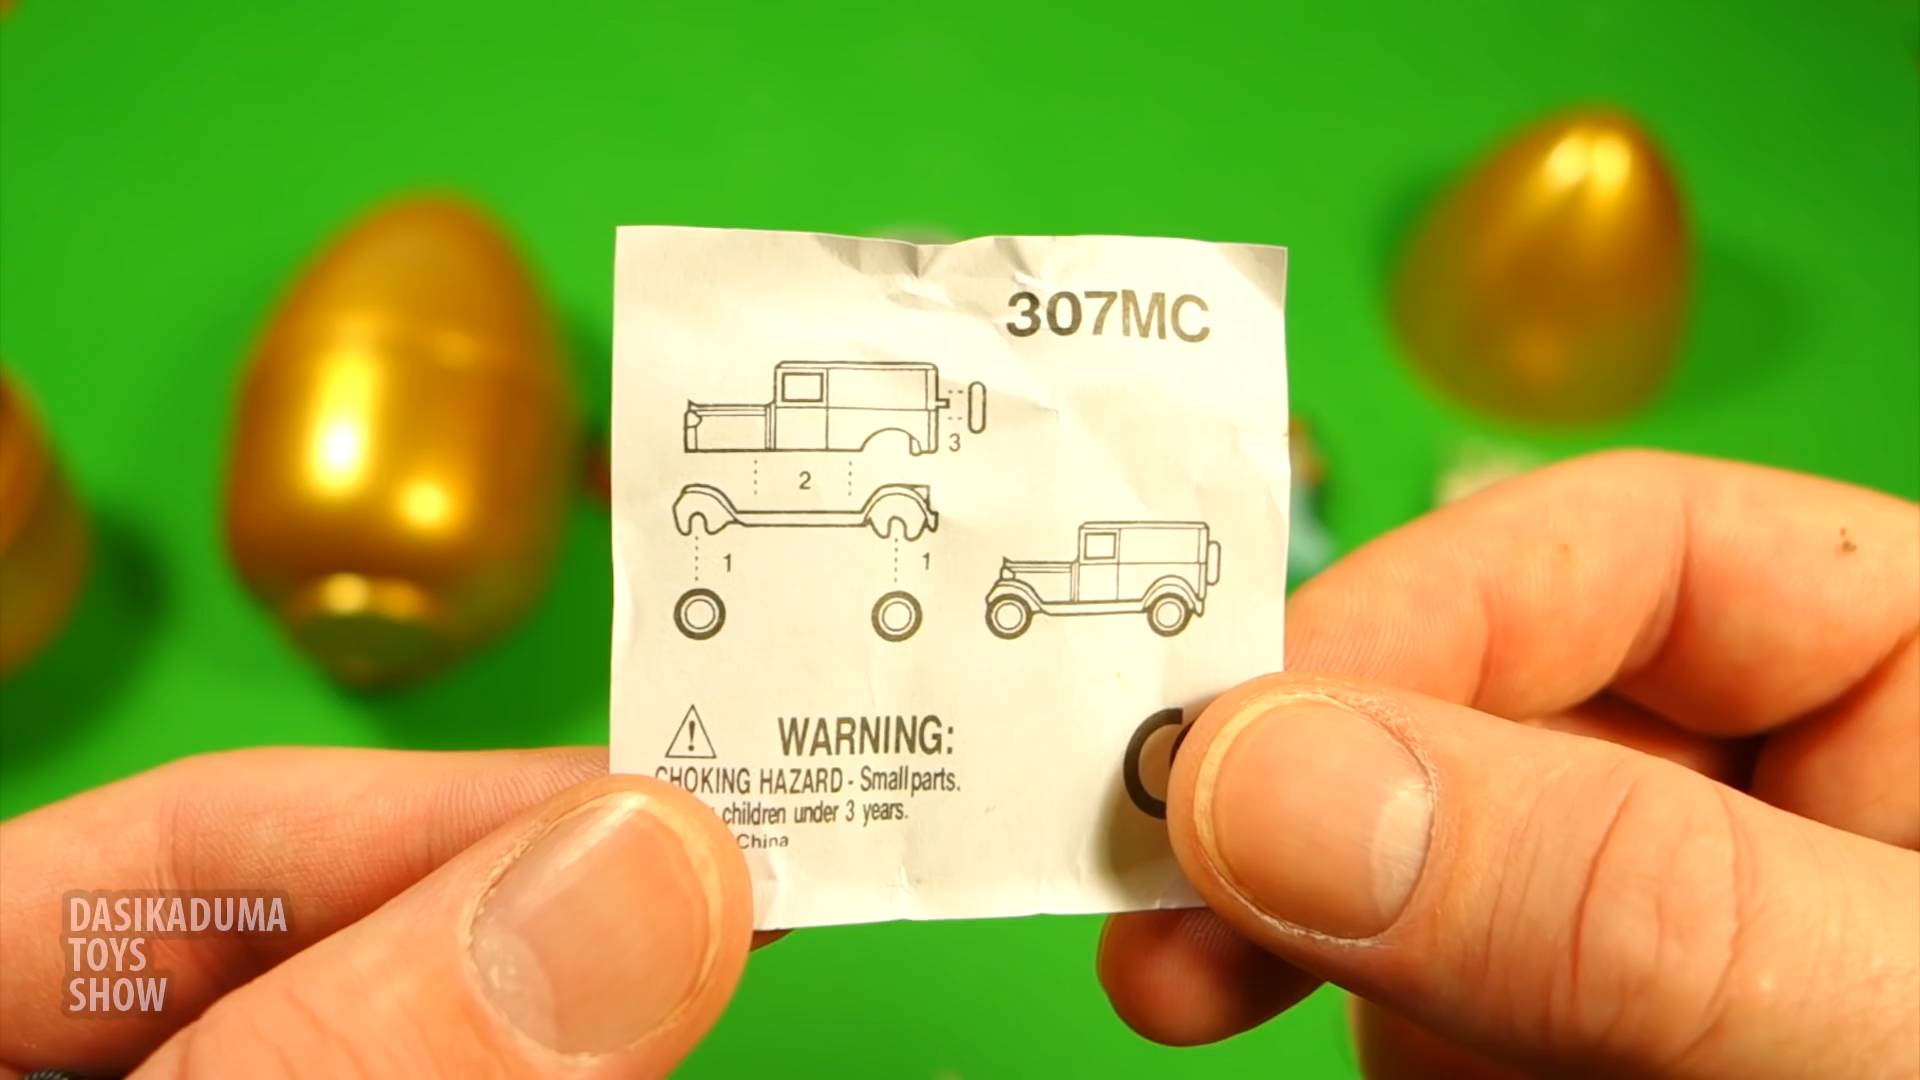 307MC
3
2
1 1
WARNING:
CHOKING HAZARD - Small parts.
children under 3 years.
China
DASIKADUMA
TOYS
SHOW